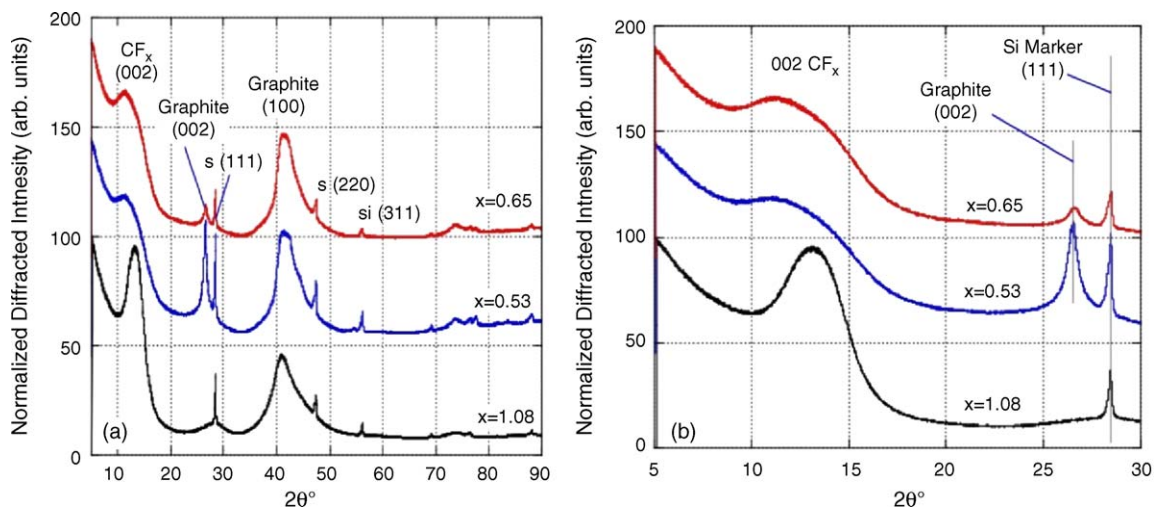 200
150
100
50
0
Normalized Diffracted Intnesity (arb. units)
CFₓ
(002)
Graphite
(002)
s (111)
Graphite
(100)
s (220)
si (311)
x=0.65
x=0.53
x=1.08
(a)
10 20 30 40 50 60 70 80 90
2θ°
200
150
100
50
0
Normalized Diffracted Intnesity (arb. units)
002 CFₓ
Si Marker
(111)
Graphite
(002)
x=0.65
x=0.53
x=1.08
(b)
5 10 15 20 25 30
2θ°